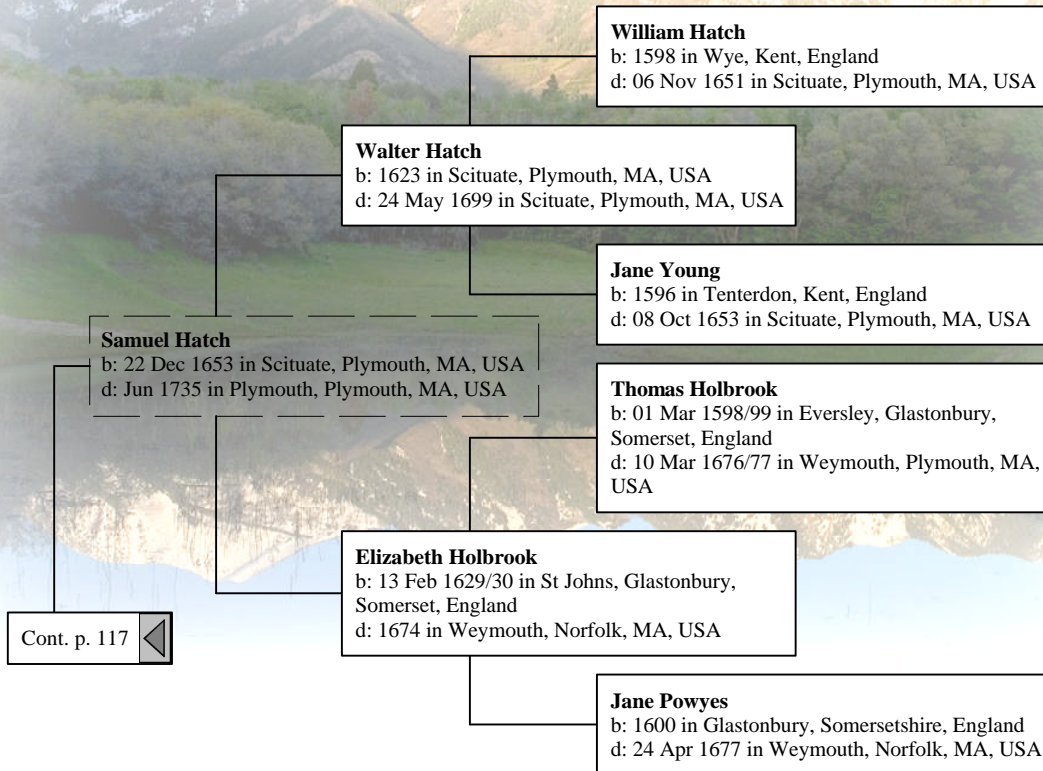 William Hatch
b: 1598 in Wye, Kent, England
d: 06 Nov 1651 in Scituate, Plymouth, MA, USA
Walter Hatch
b: 1623 in Scituate, Plymouth, MA, USA
d: 24 May 1699 in Scituate, Plymouth, MA, USA
Jane Young
b: 1596 in Tenterdon, Kent, England
d: 08 Oct 1653 in Scituate, Plymouth, MA, USA
Samuel Hatch
b: 22 Dec 1653 in Scituate, Plymouth, MA, USA
d: Jun 1735 in Plymouth, Plymouth, MA, USA
Thomas Holbrook
b: 01 Mar 1598/99 in Eversley, Glastonbury,
Somerset, England
d: 10 Mar 1676/77 in Weymouth, Plymouth, MA,
USA
Elizabeth Holbrook
b: 13 Feb 1629/30 in St Johns, Glastonbury,
Somerset, England
d: 1674 in Weymouth, Norfolk, MA, USA
Cont. p. 117
Jane Powyes
b: 1600 in Glastonbury, Somersetshire, England
d: 24 Apr 1677 in Weymouth, Norfolk, MA, USA